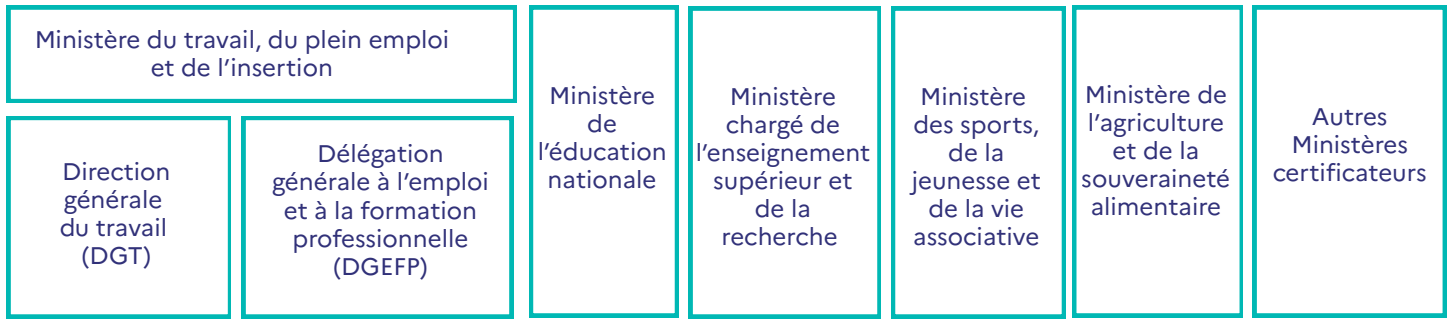 Ministère du travail, du plein emploi
et de l'insertion
Direction
générale
du travail
(DGT)
Délégation
générale à l'emploi
et à la formation
professionnelle
(DGEFP)
Ministère
de
l'éducation
nationale
Ministère
chargé de
l'enseignement
supérieur et
de la
recherche
Ministère
des sports,
de la
jeunesse et
de la vie
associative
Ministère de
l'agriculture
et de la
souveraineté
alimentaire
Autres
Ministères
certificateurs